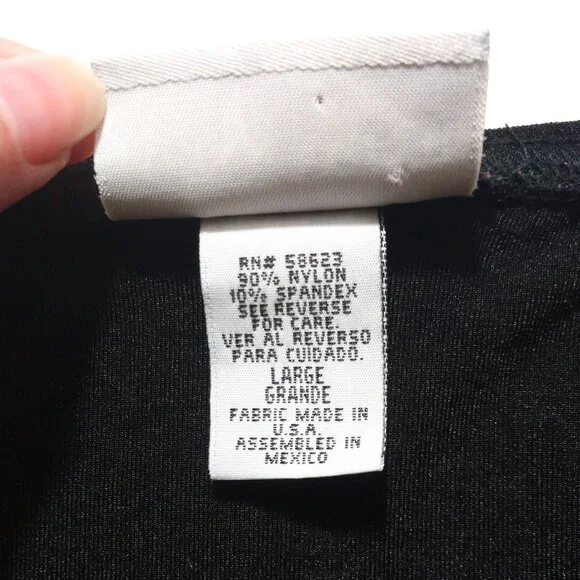 RN# 58623
90% NYLON
10% SPANDEX
SEE REVERSE
FOR CARE.
VER AL REVERSO
PARA CUIDADO.
LARGE
GRANDE
FABRIC MADE IN
U.S.A.
ASSEMBLED IN
MEXICO